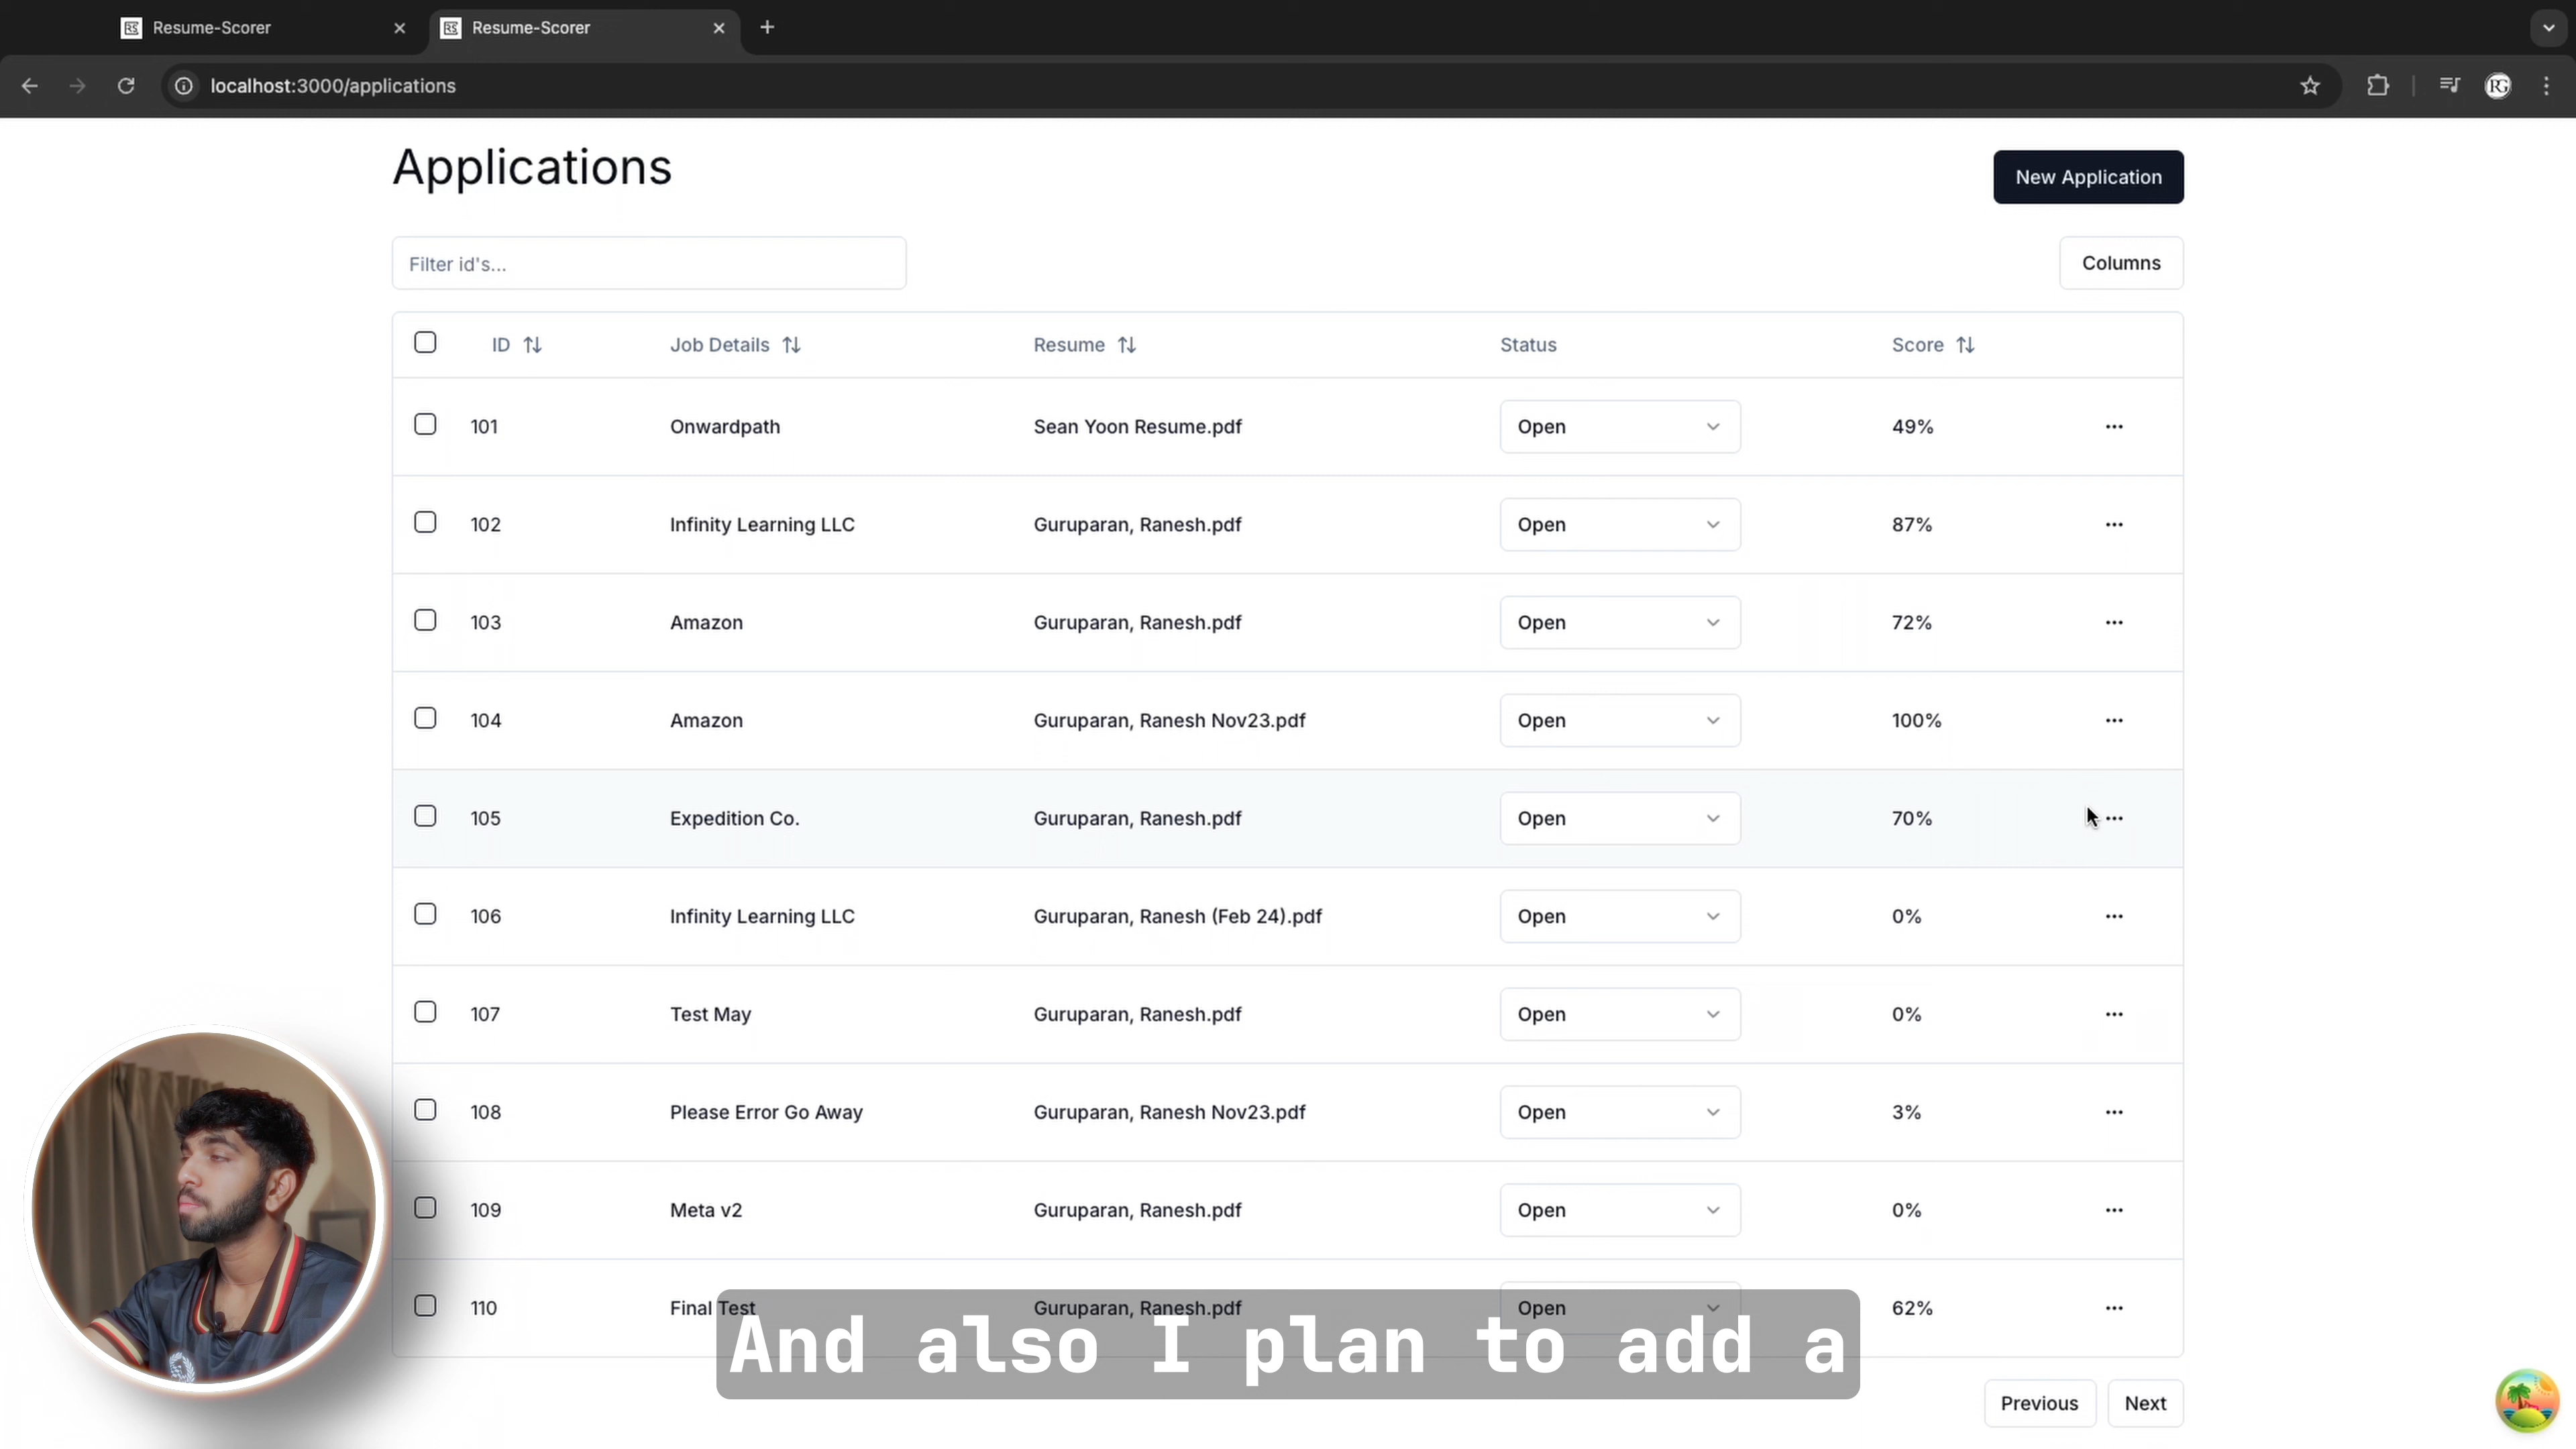 Resume-Scorer
Resume-Scorer
localhost:3000/applications
Applications
New Application
Filter id's...
Columns
ID Job Details Resume Status Score
101 Onwardpath Sean Yoon Resume.pdf Open 49%
102 Infinity Learning LLC Guruparan, Ranesh.pdf Open 87%
103 Amazon Guruparan, Ranesh.pdf Open 72%
104 Amazon Guruparan, Ranesh Nov23.pdf Open 100%
105 Expedition Co. Guruparan, Ranesh.pdf Open 70%
106 Infinity Learning LLC Guruparan, Ranesh (Feb 24).pdf Open 0%
107 Test May Guruparan, Ranesh.pdf Open 0%
108 Please Error Go Away Guruparan, Ranesh Nov23.pdf Open 3%
109 Meta v2 Guruparan, Ranesh.pdf Open 0%
110 Final Test Guruparan, Ranesh.pdf Open 62%
And also I plan to add a
Previous Next